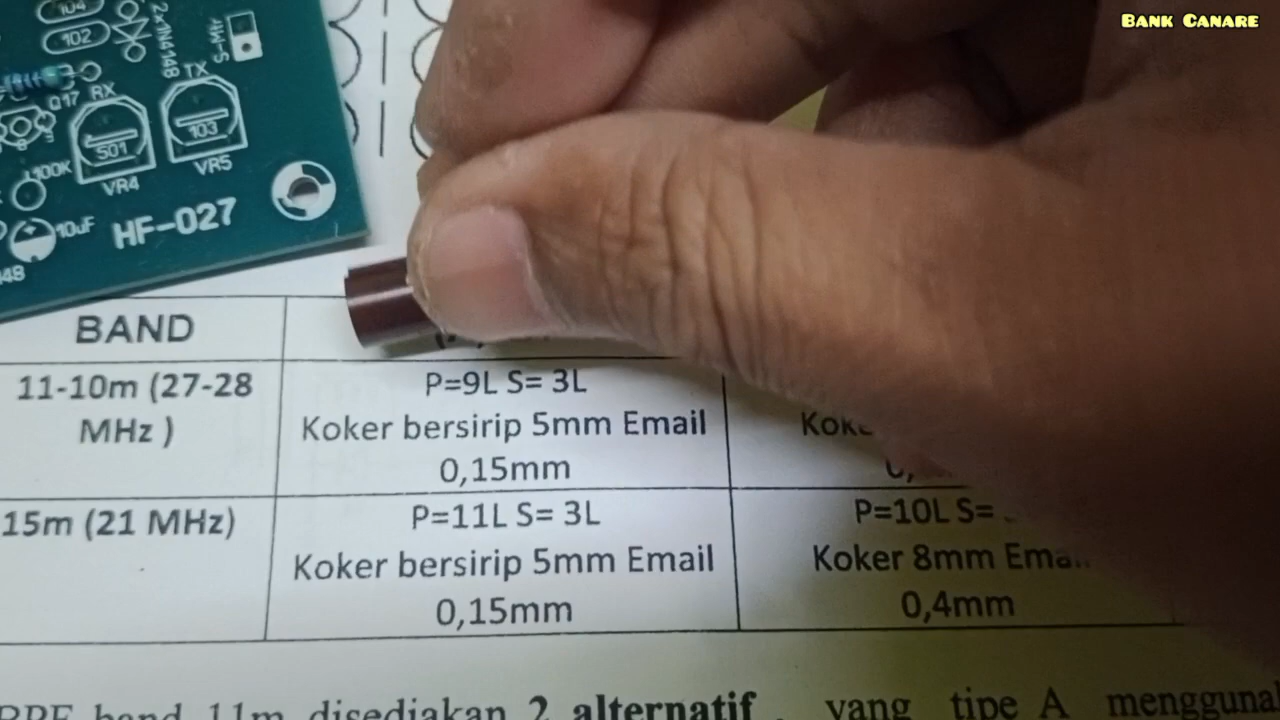 Bank Canare
104
102
2x1N4148
S-Mtr
Q17
RX
TX
501
103
100K
VR4
VR5
10uF
HF-027
48
BAND
11-10m (27-28
MHz )
P=9L S= 3L
Koker bersirip 5mm Email
0,15mm
15m (21 MHz)
P=11L S= 3L
Koker bersirip 5mm Email
0,15mm
P=10L S=
Koker 8mm
0,4mm
band 11m disediakan 2 alternatif , yang tipe A